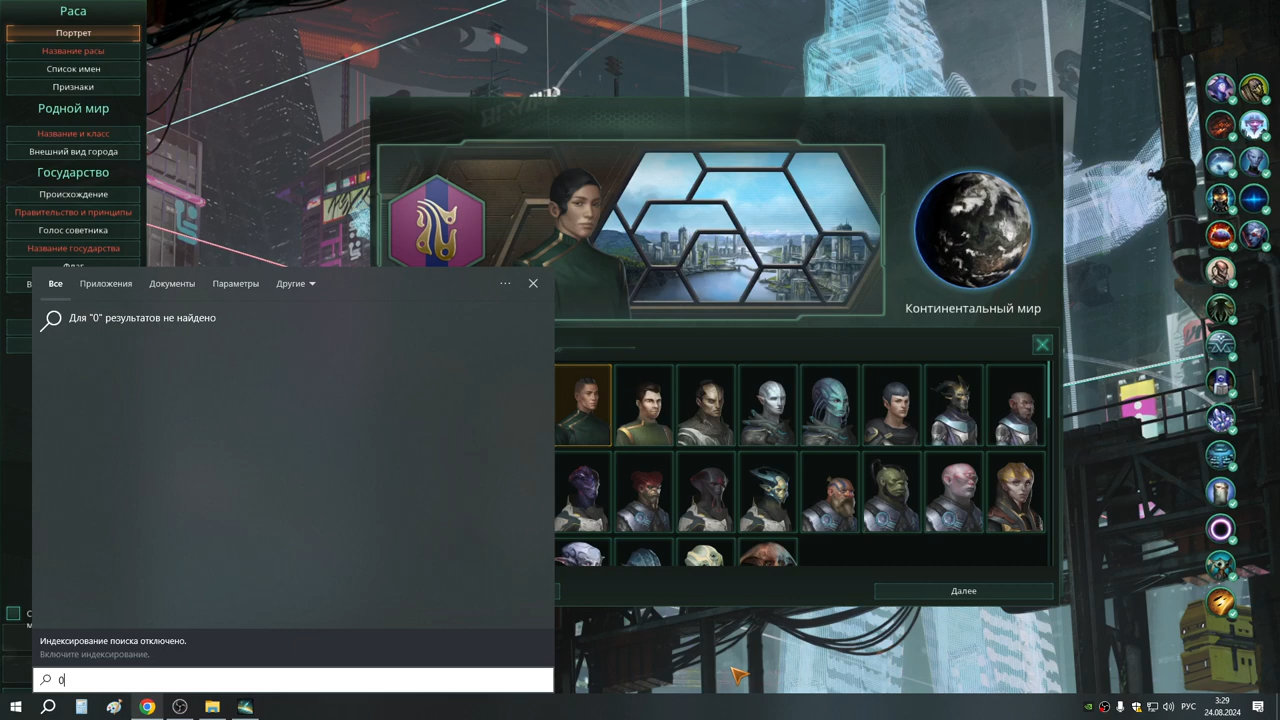 Раса
Портрет
Название расы
Список имен
Признаки
Родной мир
Название и класс
Внешний вид города
Государство
Происхождение
Правительство и принципы
Голос советника
Название государства
Континентальный мир
Все
Приложения
Документы
Параметры
Другие
Для "0" результатов не найдено
Далее
Индексирование поиска отключено.
Включите индексирование.
0
РУС
3:29
24.08.2024